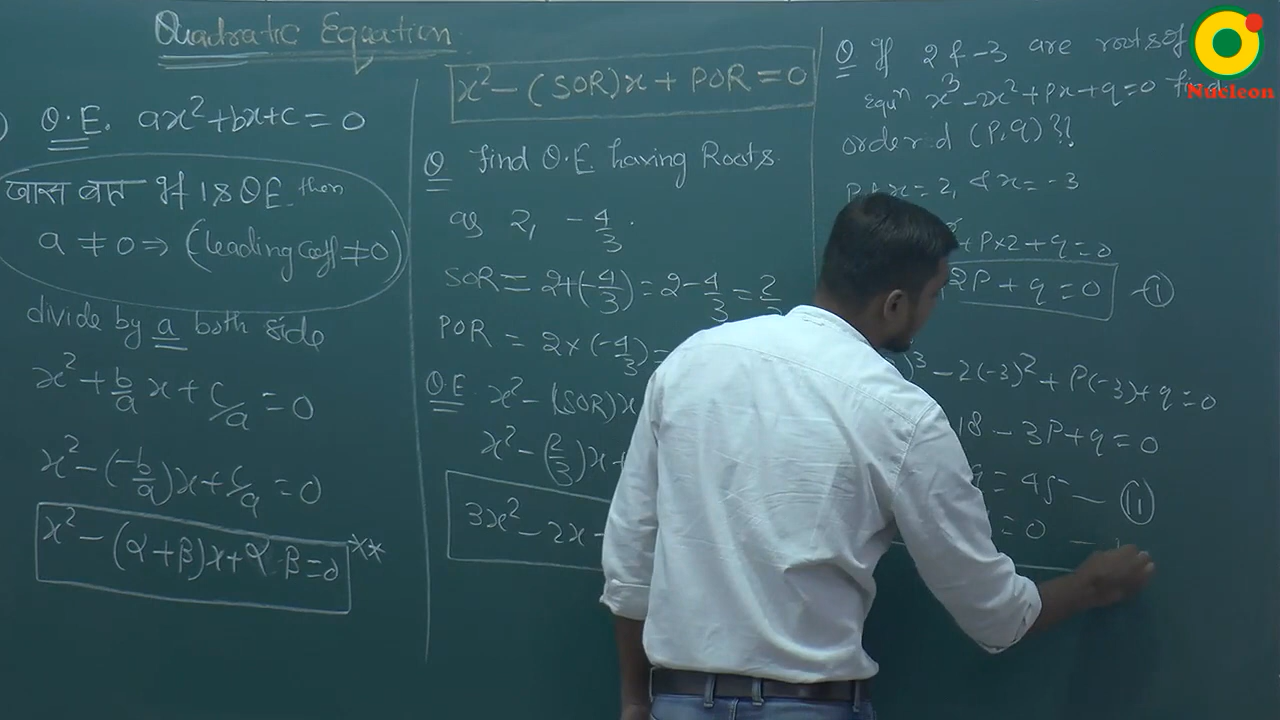 Quadratic Equation
Q.E. ax²+bx+c = 0
खास बात If is QE then
a ≠ 0 ⇒ (leading coeff ≠ 0)
divide by a both side
x² + b/a x + c/a = 0
x² - (-b/a)x + c/a = 0
x² - (α+β)x + α·β = 0 **
x² - (SOR)x + POR = 0
Q Find Q.E. having Roots
as 2, -4/3.
SOR = 2+(-4/3) = 2-4/3 = 2/3
POR = 2×(-4/3) =
Q.E. x² - (SOR)x
x² - (2/3)x +
3x² - 2x -
Q If 2 & -3 are roots of
Equⁿ x³ - 2x² + px + q = 0 find
ordered (P,q)??
x = 2, & x = -3
+ P×2 + q = 0
2P + q = 0 -①
)³ - 2(-3)² + P(-3) + q = 0
18 - 3P + q = 0
= 45 — ⑪
= 0 —
Nucleon